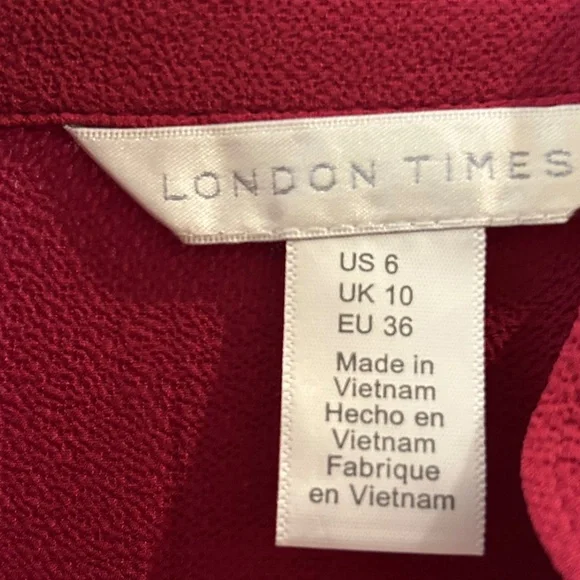 LONDON TIMES
US 6
UK 10
EU 36
Made in
Vietnam
Hecho en
Vietnam
Fabrique
en Vietnam